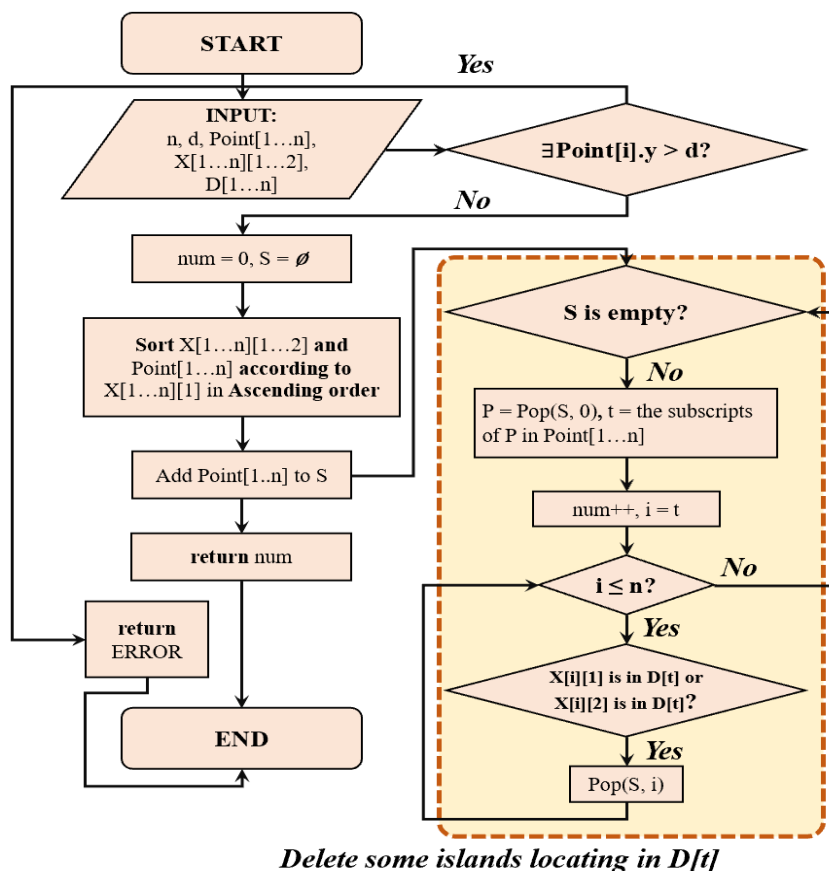 START
Yes
INPUT:
n, d, Point[1…n],
X[1…n][1…2],
D[1…n]
∃Point[i].y > d?
No
num = 0, S = ∅
Sort X[1…n][1…2] and
Point[1…n] according to
X[1…n][1] in Ascending order
Add Point[1..n] to S
return num
return
ERROR
END
S is empty?
No
P = Pop(S, 0), t = the subscripts
of P in Point[1…n]
num++, i = t
i ≤ n?
No
Yes
X[i][1] is in D[t] or
X[i][2] is in D[t]?
Yes
Pop(S, i)
Delete some islands locating in D[t]